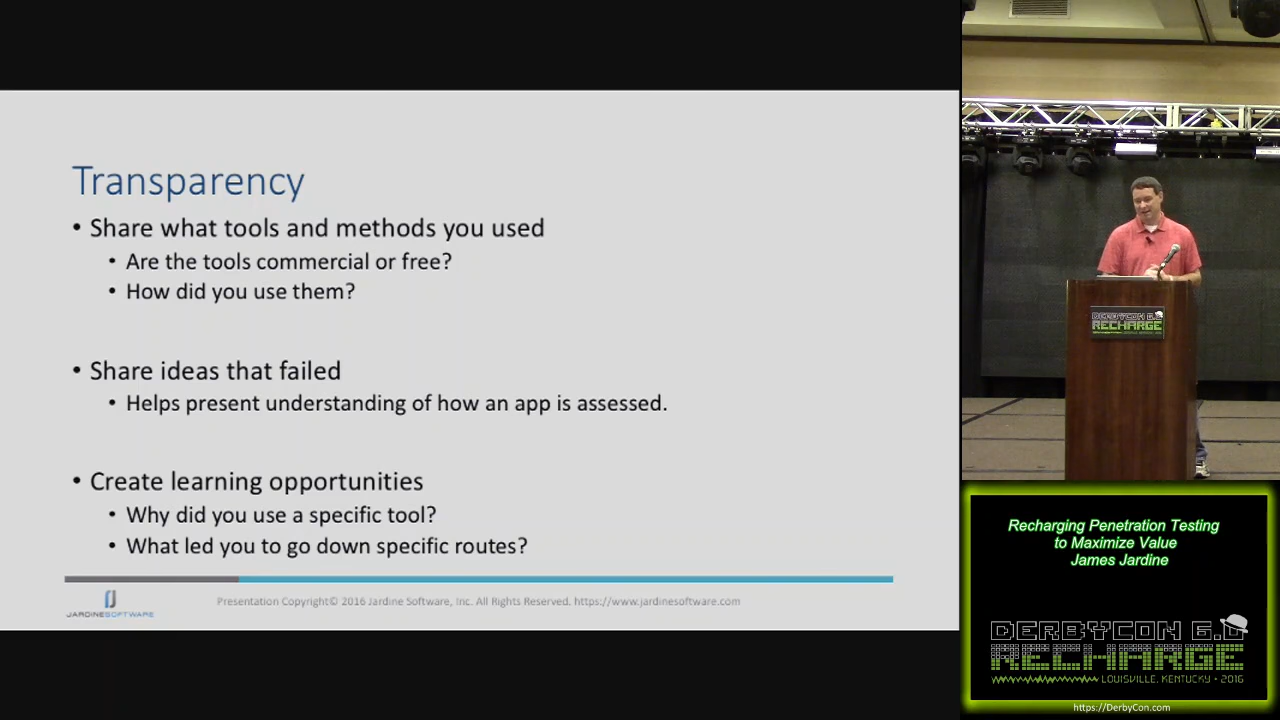 Transparency
• Share what tools and methods you used
• Are the tools commercial or free?
• How did you use them?
• Share ideas that failed
• Helps present understanding of how an app is assessed.
• Create learning opportunities
• Why did you use a specific tool?
• What led you to go down specific routes?
JARDINESOFTWARE
Presentation Copyright© 2016 Jardine Software, Inc. All Rights Reserved. https://www.jardinesoftware.com
DERBYCON 6.0
RECHARGE
Recharging Penetration Testing
to Maximize Value
James Jardine
DERBYCON 6.0
RECHARGE
LOUISVILLE, KENTUCKY • 2016
https://DerbyCon.com